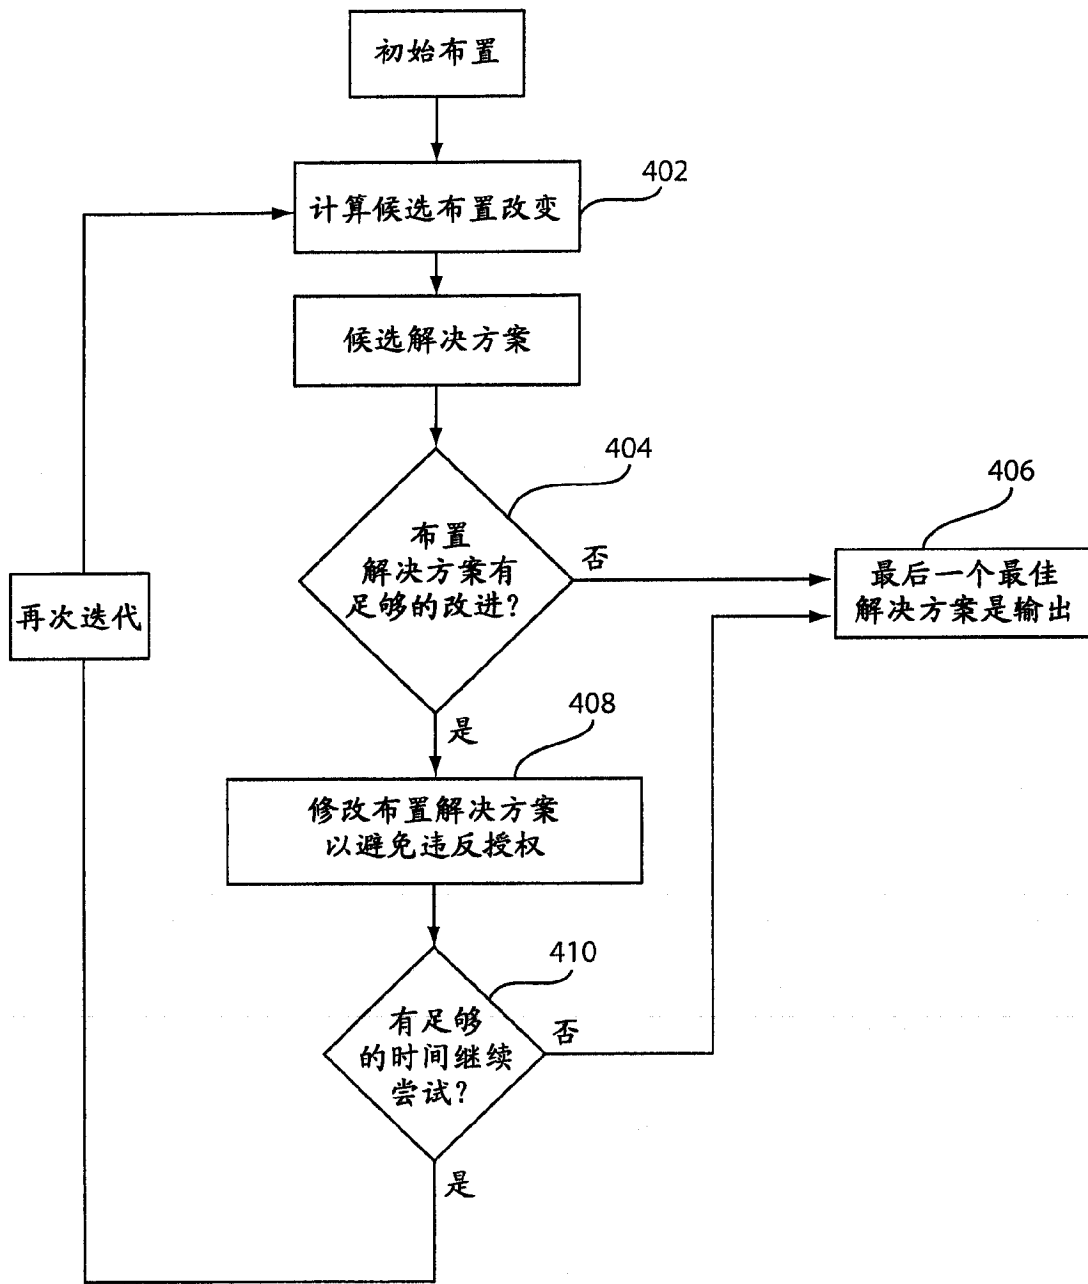 初始布置
402
计算候选布置改变
候选解决方案
404
布置
解决方案有
足够的改进?
否
406
最后一个最佳
解决方案是输出
再次迭代
是
408
修改布置解决方案
以避免违反授权
410
有足够
的时间继续
尝试?
否
是